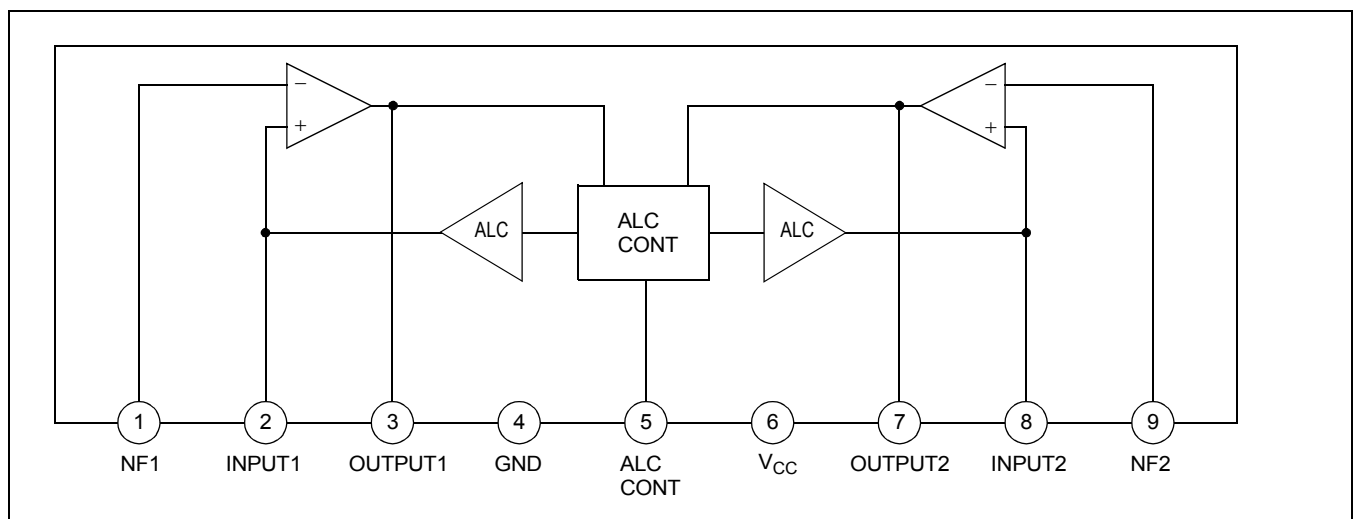 −
+
−
+
ALC
ALC
CONT
ALC
1
2
3
4
5
6
7
8
9
NF1
INPUT1
OUTPUT1
GND
ALC
CONT
VCC
OUTPUT2
INPUT2
NF2